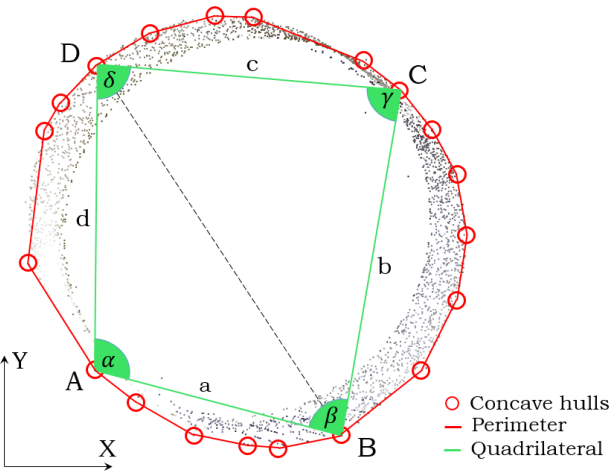 D
δ
c
C
γ
d
b
Y
α
A
a
β
B
X
Concave hulls
Perimeter
Quadrilateral